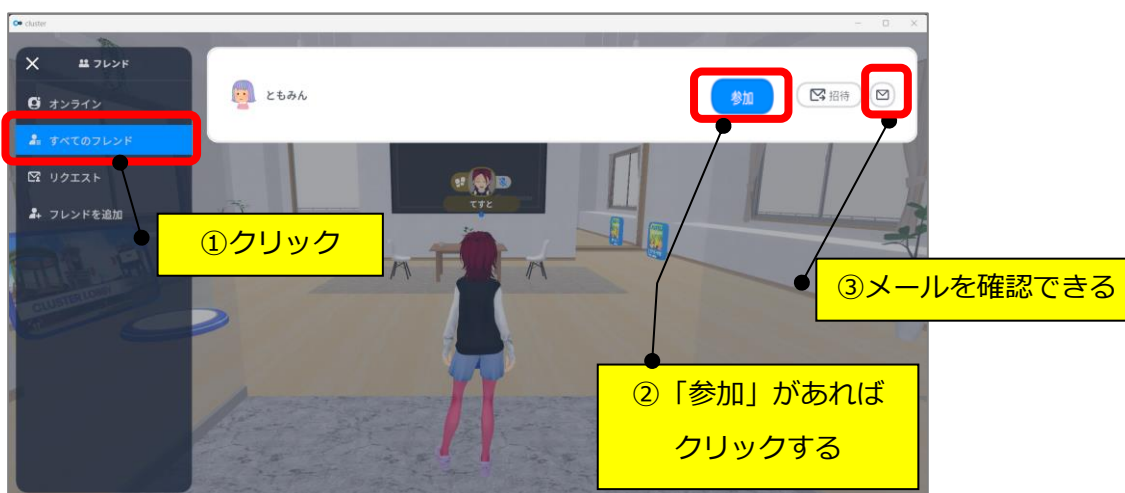 cluster
フレンド
オンライン
すべてのフレンド
リクエスト
フレンドを追加
ともみん
参加
招待
てすと
CLUSTER LOBBY
①クリック
③メールを確認できる
②「参加」があれば
クリックする